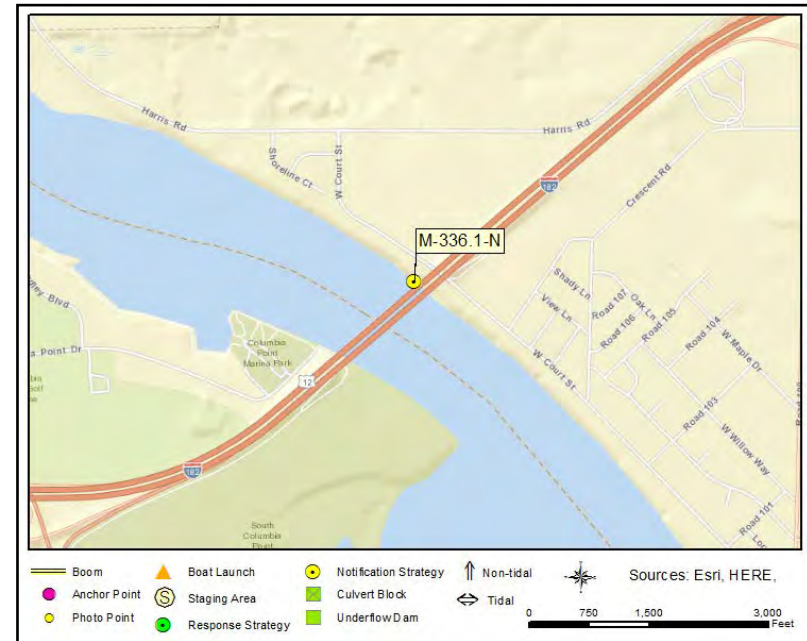 Harris Rd
Harris Rd
Shoreline Ct
W Court St
182
Crescent Rd
M-336.1-N
Shady Ln
View Ln
Road 107
Oak Ln
Road 106
Road 105
Road 104
W Maple Dr
W Court St
Road 103
W Willow Way
Road 101
Blvd
Point Dr
Columbia
Point
Marina Park
12
182
South
Columbia
Point
Boom
Anchor Point
Photo Point
Boat Launch
Staging Area
S
Response Strategy
Notification Strategy
Culvert Block
Underflow Dam
Non-tidal
Tidal
Sources: Esri, HERE,
0 750 1,500 3,000
Feet